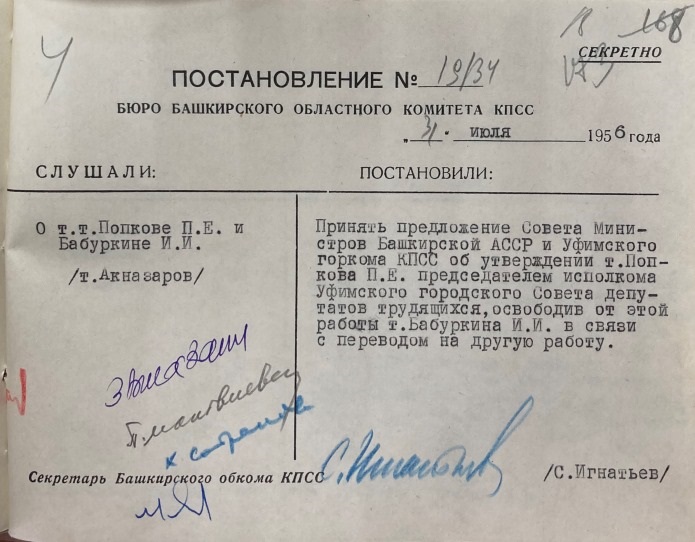 168
СЕКРЕТНО
ПОСТАНОВЛЕНИЕ № 19/34
БЮРО БАШКИРСКОГО ОБЛАСТНОГО КОМИТЕТА КПСС
„31" июля 1956 года
СЛУШАЛИ: ПОСТАНОВИЛИ:
О т.т.Попкове П.Е. и
Бабуркине И.И.
/т.Акназаров/
Принять предложение Совета Мини-
стров Башкирской АССР и Уфимского
горкома КПСС об утверждении т.Поп-
кова П.Е. председателем исполкома
Уфимского городского Совета депу-
татов трудящихся, освободив от этой
работы т.Бабуркина И.И. в связи
с переводом на другую работу.
Секретарь Башкирского обкома КПСС С. Игнатьев /С.Игнатьев/